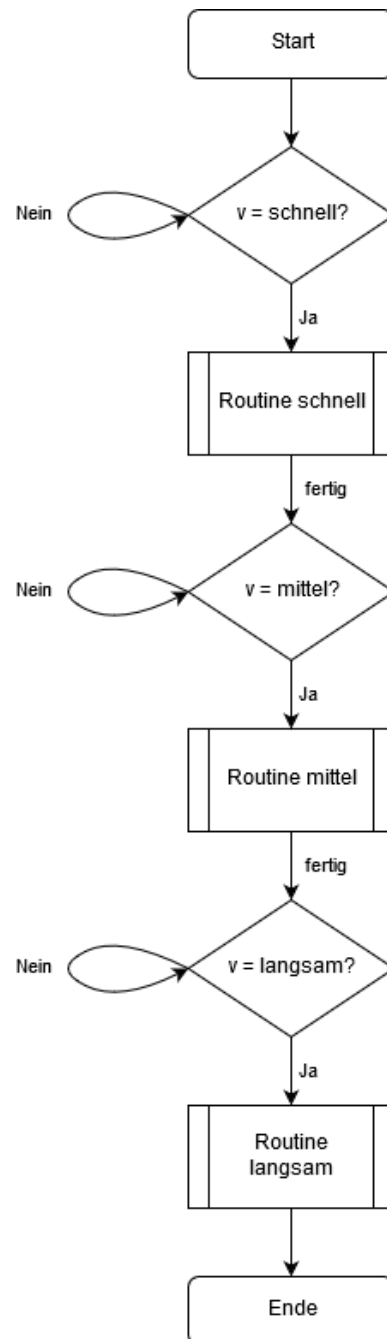 Start
Nein
v = schnell?
Ja
Routine schnell
fertig
Nein
v = mittel?
Ja
Routine mittel
fertig
Nein
v = langsam?
Ja
Routine
langsam
Ende